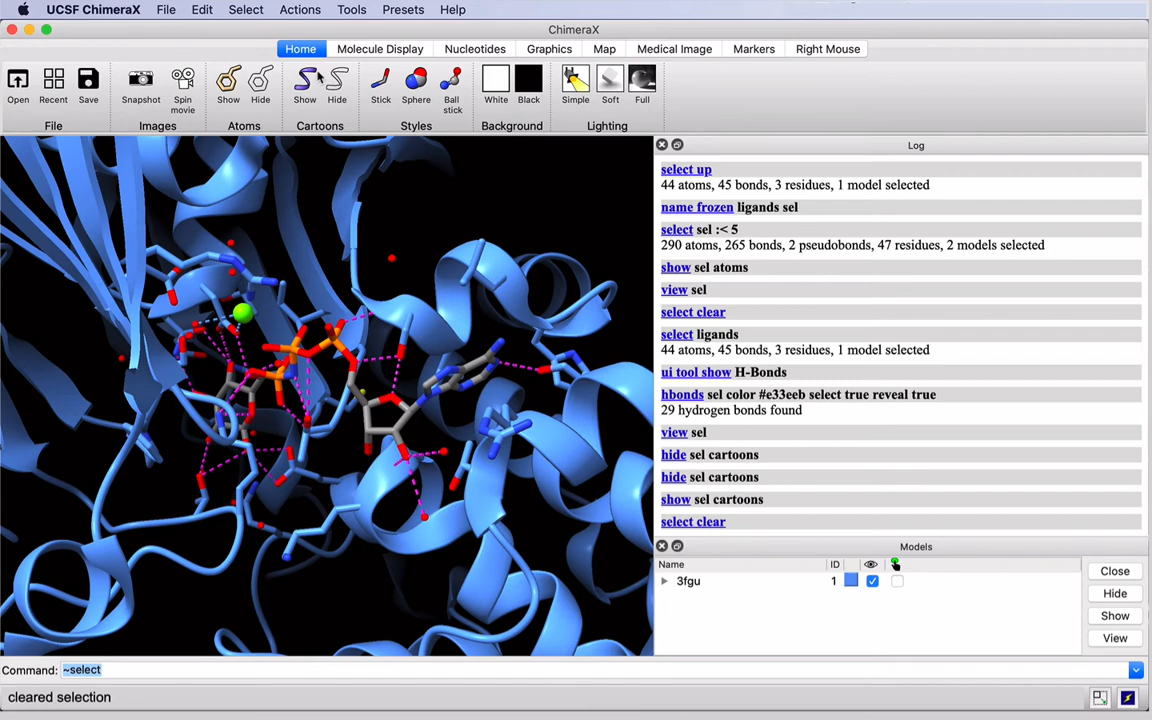 UCSF ChimeraX File Edit Select Actions Tools Presets Help
ChimeraX
Home Molecule Display Nucleotides Graphics Map Medical Image Markers Right Mouse
Open Recent Save Snapshot Spin movie Show Hide Show Hide Stick Sphere Ball stick White Black Simple Soft Full
File Images Atoms Cartoons Styles Background Lighting
Log
select up
44 atoms, 45 bonds, 3 residues, 1 model selected
name frozen ligands sel
select sel :< 5
290 atoms, 265 bonds, 2 pseudobonds, 47 residues, 2 models selected
show sel atoms
view sel
select clear
select ligands
44 atoms, 45 bonds, 3 residues, 1 model selected
ui tool show H-Bonds
hbonds sel color #e33eeb select true reveal true
29 hydrogen bonds found
view sel
hide sel cartoons
hide sel cartoons
show sel cartoons
select clear
Models
Name ID
3fgu 1
Close
Hide
Show
View
Command: ~select
cleared selection